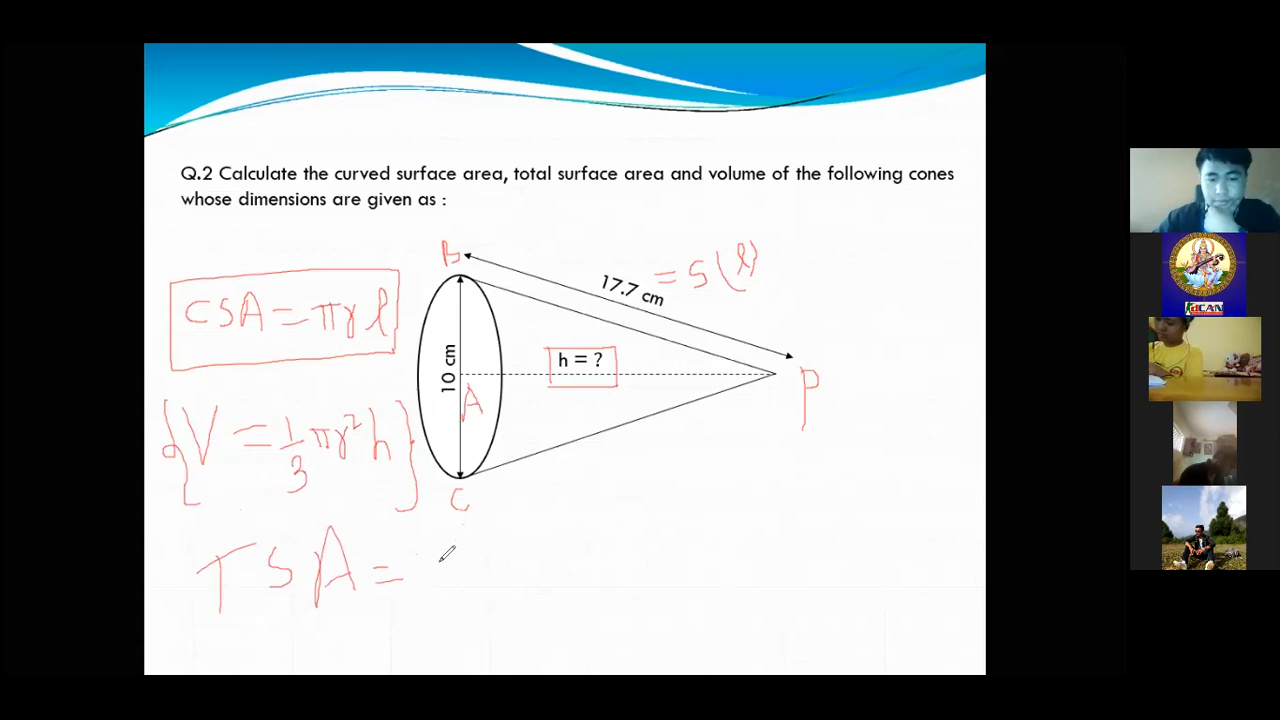 Q.2 Calculate the curved surface area, total surface area and volume of the following cones
whose dimensions are given as :
B
17.7 cm = S(l)
CSA = πrl
10 cm
h = ?
A
P
V = 1/3 πr²h
C
TSA =